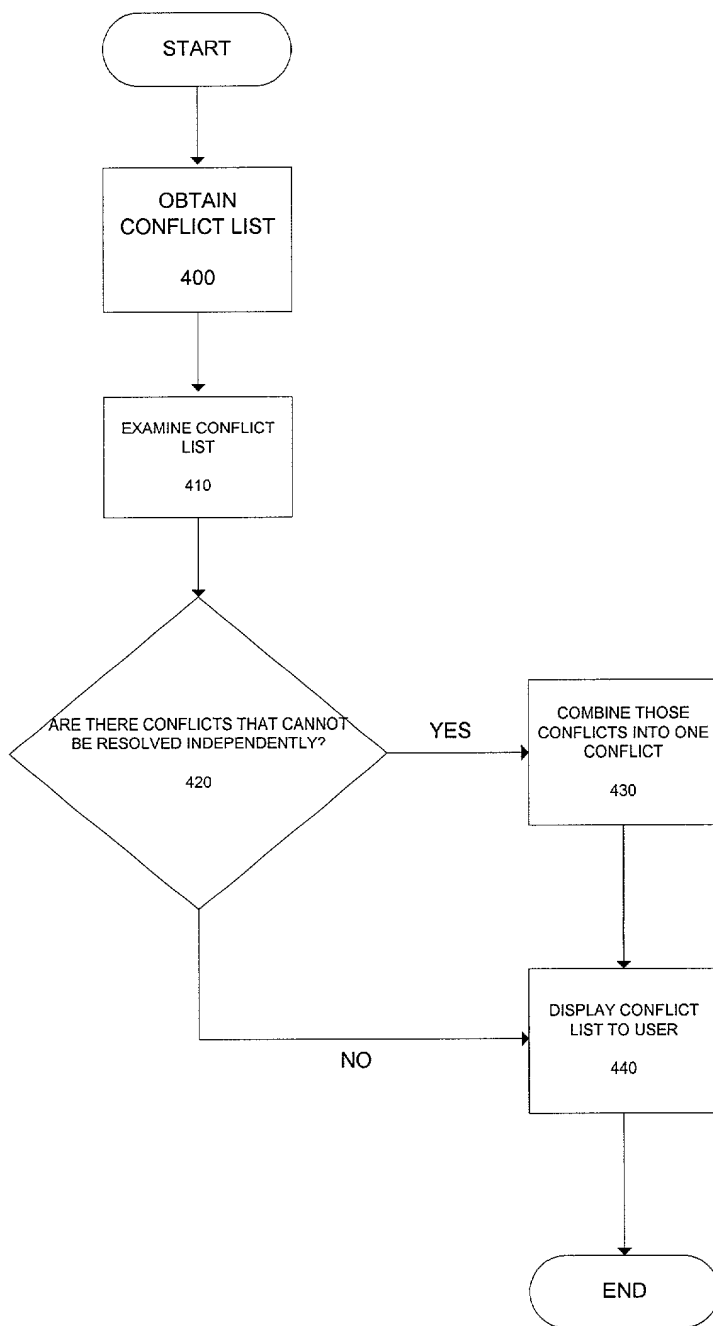 START
OBTAIN
CONFLICT LIST
400
EXAMINE CONFLICT
LIST
410
ARE THERE CONFLICTS THAT CANNOT
BE RESOLVED INDEPENDENTLY?
420
YES
COMBINE THOSE
CONFLICTS INTO ONE
CONFLICT
430
NO
DISPLAY CONFLICT
LIST TO USER
440
END